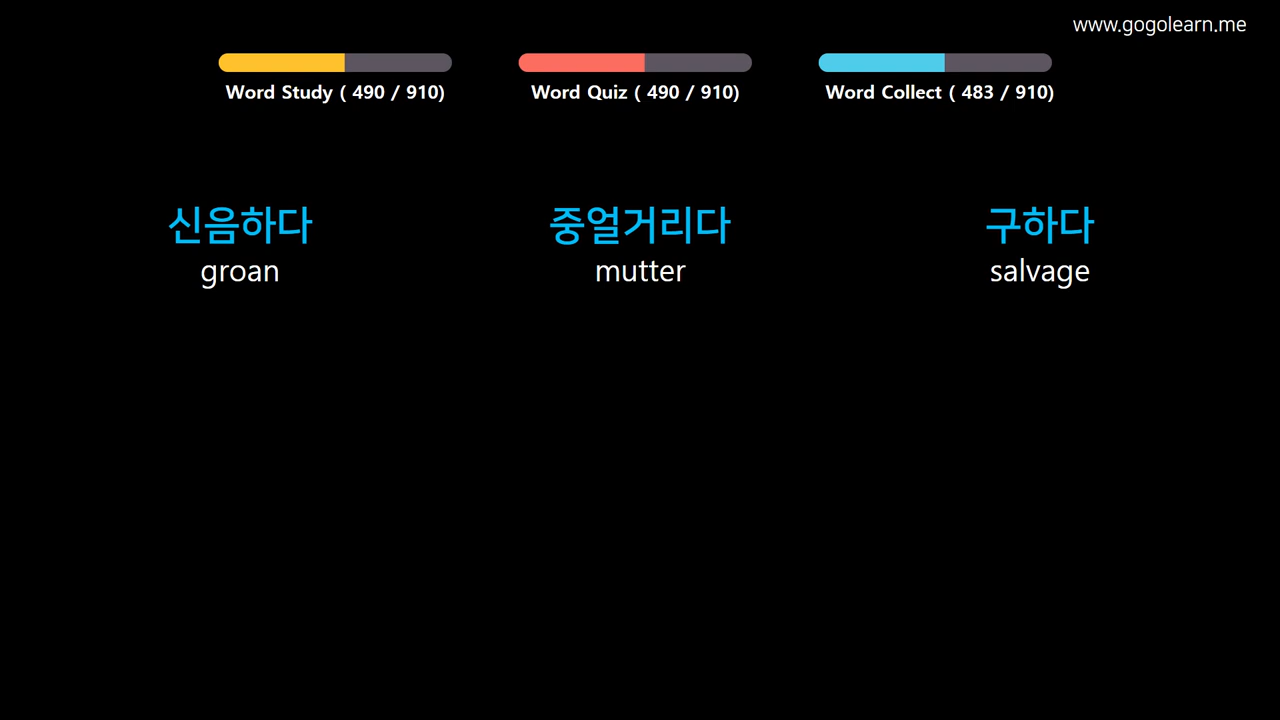 www.gogolearn.me
Word Study ( 490 / 910)
Word Quiz ( 490 / 910)
Word Collect ( 483 / 910)
신음하다
groan
중얼거리다
mutter
구하다
salvage